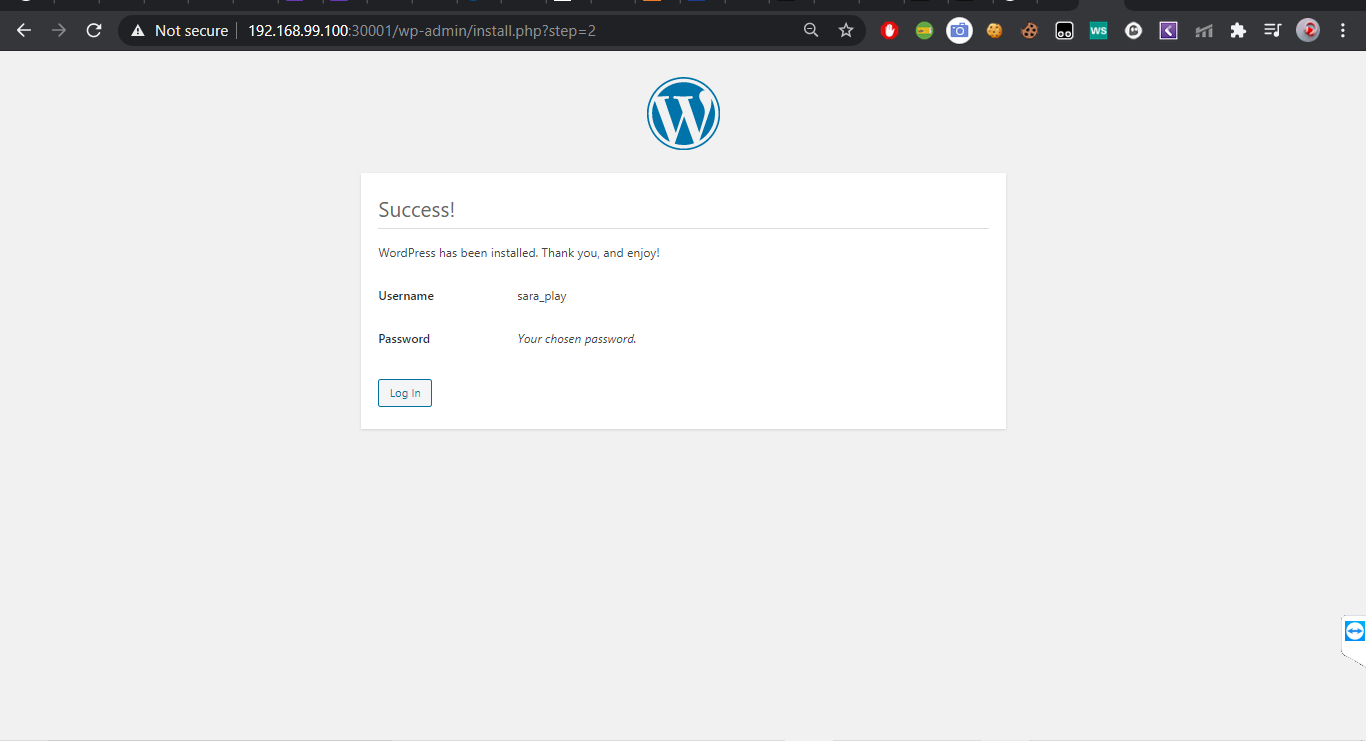 Not secure 192.168.99.100:30001/wp-admin/install.php?step=2
WS
Success!
WordPress has been installed. Thank you, and enjoy!
Username sara_play
Password Your chosen password.
Log In